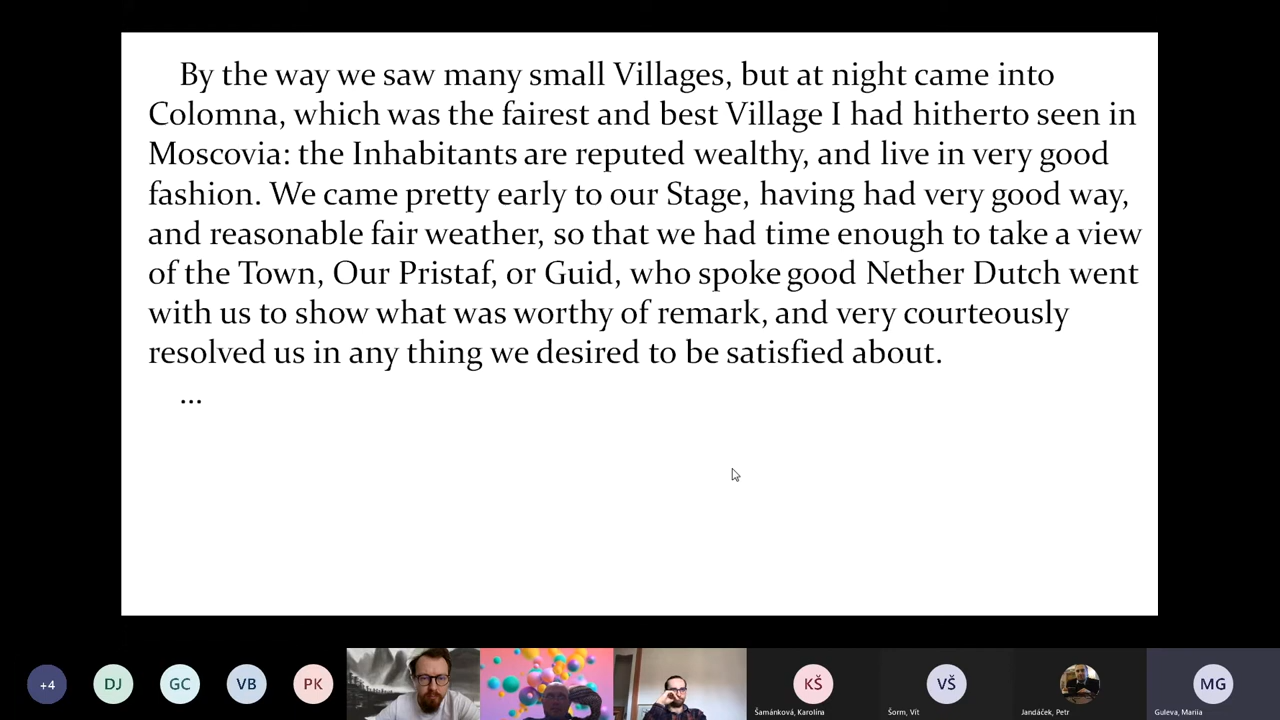 By the way we saw many small Villages, but at night came into
Colomna, which was the fairest and best Village I had hitherto seen in
Moscovia: the Inhabitants are reputed wealthy, and live in very good
fashion. We came pretty early to our Stage, having had very good way,
and reasonable fair weather, so that we had time enough to take a view
of the Town, Our Pristaf, or Guid, who spoke good Nether Dutch went
with us to show what was worthy of remark, and very courteously
resolved us in any thing we desired to be satisfied about.
...
+4
DJ
GC
VB
PK
KŠ
VŠ
MG
Šamánková, Karolína
Šorm, Vít
Jandáček, Petr
Guleva, Mariia